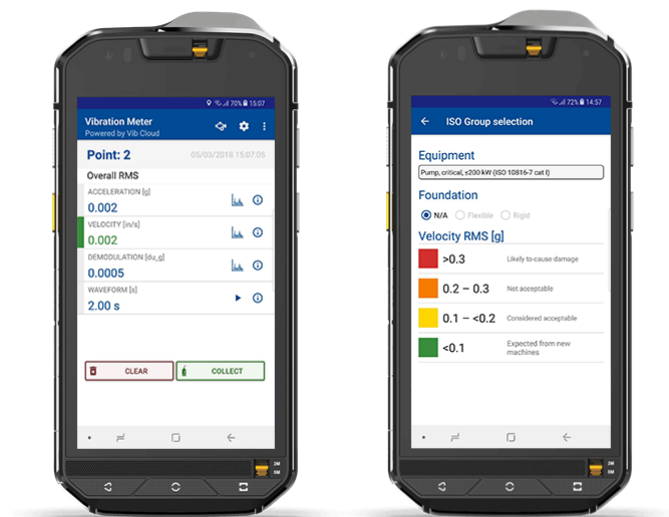 70% 15:07
Vibration Meter
Powered by Vib Cloud
Point: 2
05/03/2018 15:07:05
Overall RMS
ACCELERATION [g]
0.002
VELOCITY [in/s]
0.002
DEMODULATION [du_g]
0.0005
WAVEFORM [s]
2.00 s
CLEAR
COLLECT
2M
5M
72% 14:57
ISO Group selection
Equipment
Pump, critical, ≤200 kW (ISO 10816-7 cat I)
Foundation
N/A Flexible Rigid
Velocity RMS [g]
>0.3 Likely to cause damage
0.2 – 0.3 Not acceptable
0.1 – <0.2 Considered acceptable
<0.1 Expected from new
machines
2M
5M